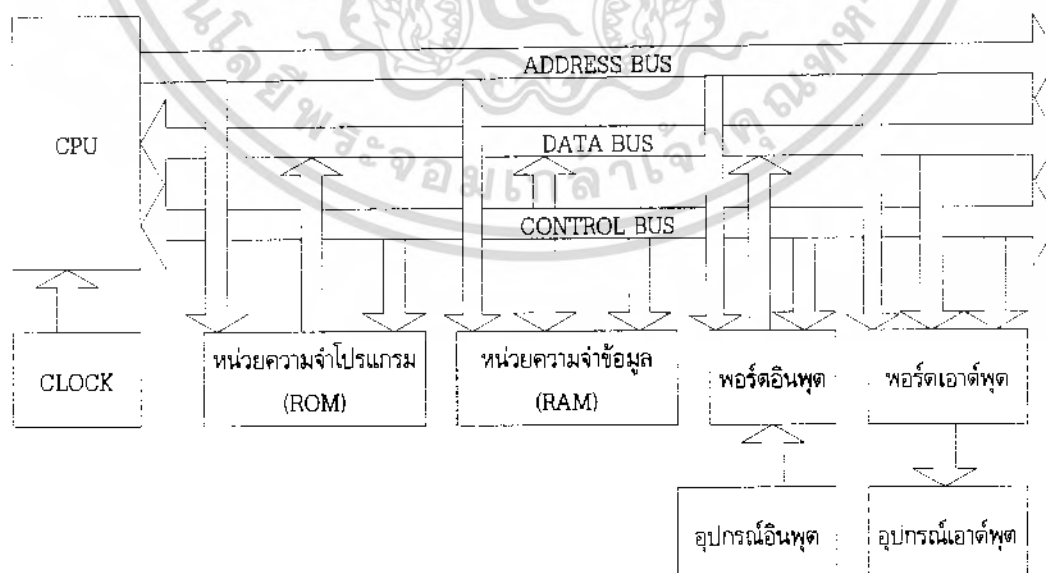 ADDRESS BUS
CPU
DATA BUS
CONTROL BUS
CLOCK
หน่วยความจำโปรแกรม
(ROM)
หน่วยความจำข้อมูล
(RAM)
พอร์ตอินพุต
พอร์ตเอาต์พุต
อุปกรณ์อินพุต
อุปกรณ์เอาต์พุต